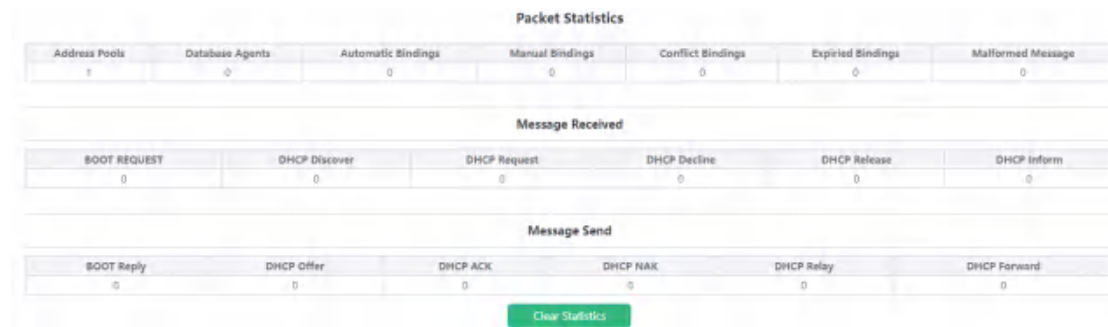 Packet Statistics
Address Pools Database Agents Automatic Bindings Manual Bindings Conflict Bindings Expiried Bindings Malformed Message
1 0 0 0 0 0 0
Message Received
BOOT REQUEST DHCP Discover DHCP Request DHCP Decline DHCP Release DHCP Inform
0 0 0 0 0 0
Message Send
BOOT Reply DHCP Offer DHCP ACK DHCP NAK DHCP Relay DHCP Forward
0 0 0 0 0 0
Clear Statistics